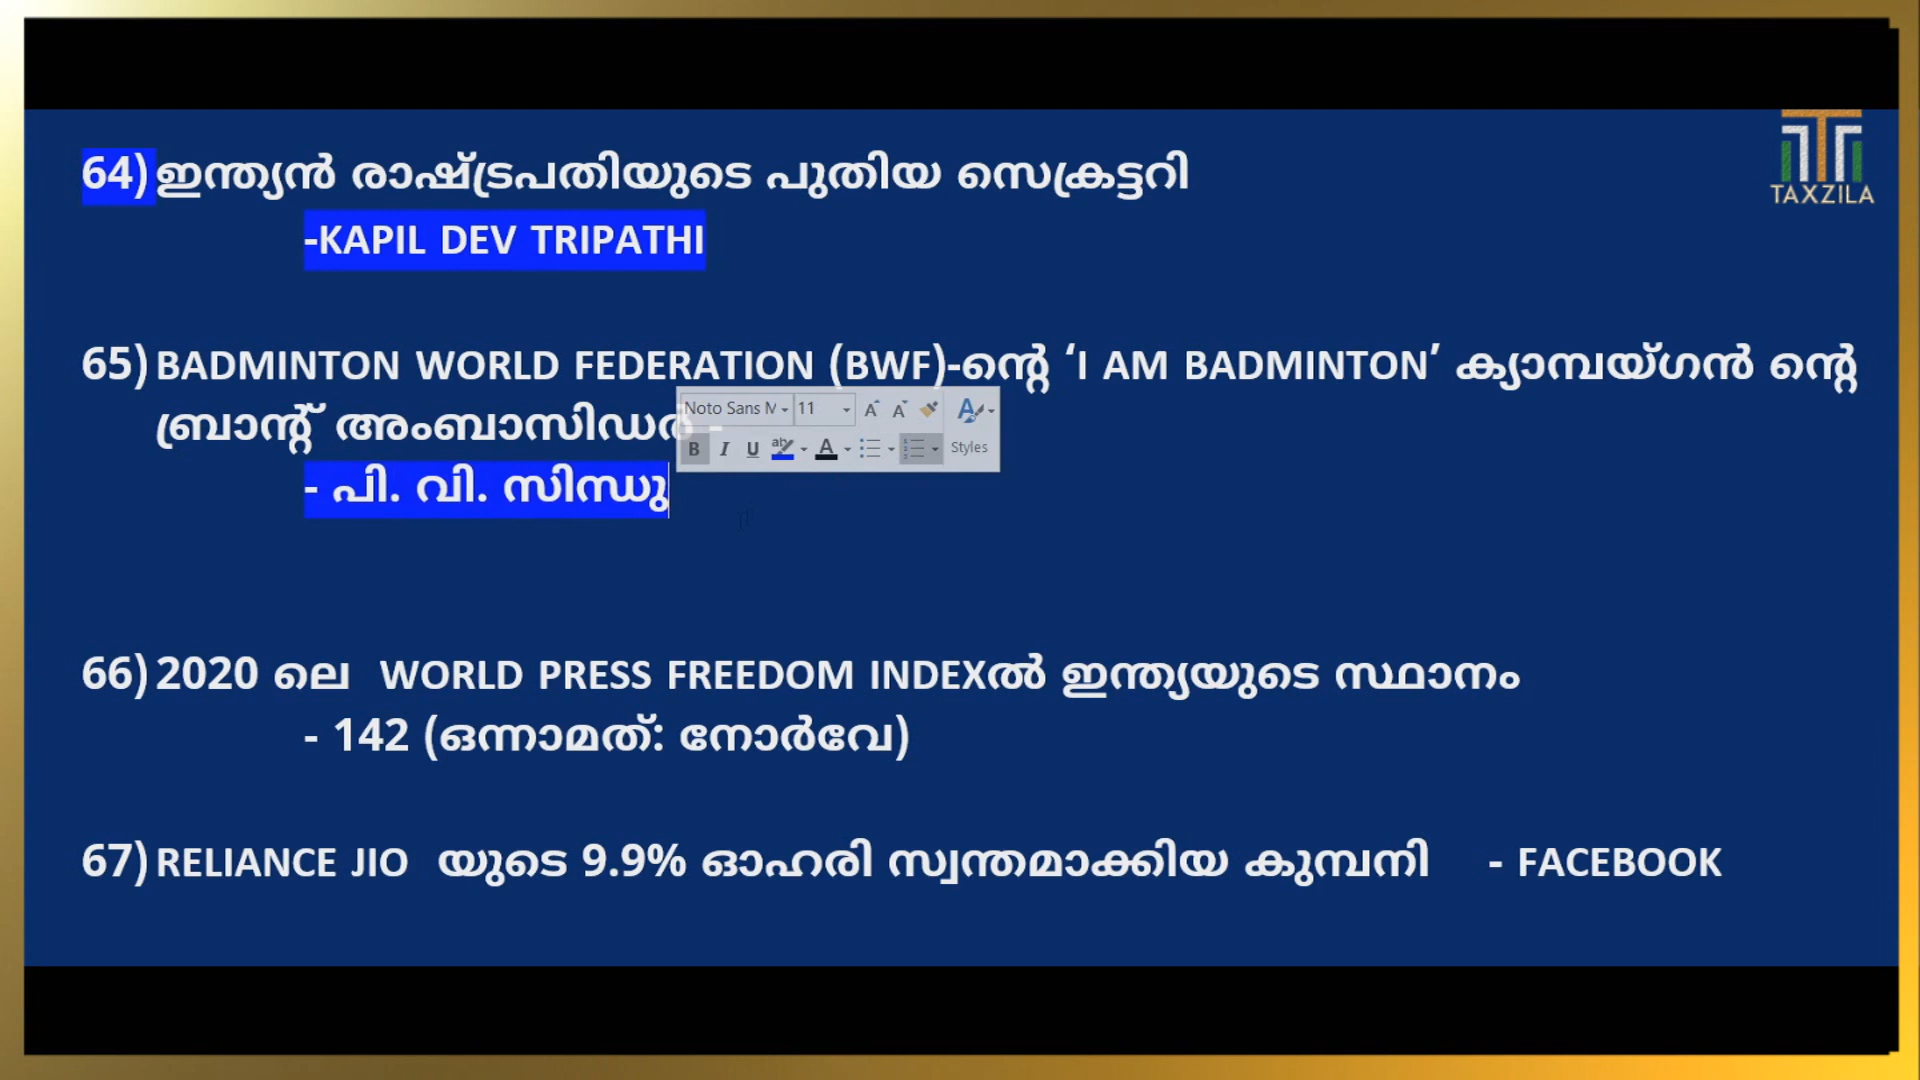 TAXZILA
64) ഇന്ത്യൻ രാഷ്ട്രപതിയുടെ പുതിയ സെക്രട്ടറി
-KAPIL DEV TRIPATHI
65) BADMINTON WORLD FEDERATION (BWF)-ന്റെ ‘I AM BADMINTON’ ക്യാമ്പയ്ഗൻ ന്റെ
ബ്രാന്റ് അംബാസിഡർ -
Noto Sans M 11
B I U ab A Styles
- പി. വി. സിന്ധു
66) 2020 ലെ WORLD PRESS FREEDOM INDEXൽ ഇന്ത്യയുടെ സ്ഥാനം
- 142 (ഒന്നാമത്: നോർവേ)
67) RELIANCE JIO യുടെ 9.9% ഓഹരി സ്വന്തമാക്കിയ കുമ്പനി - FACEBOOK